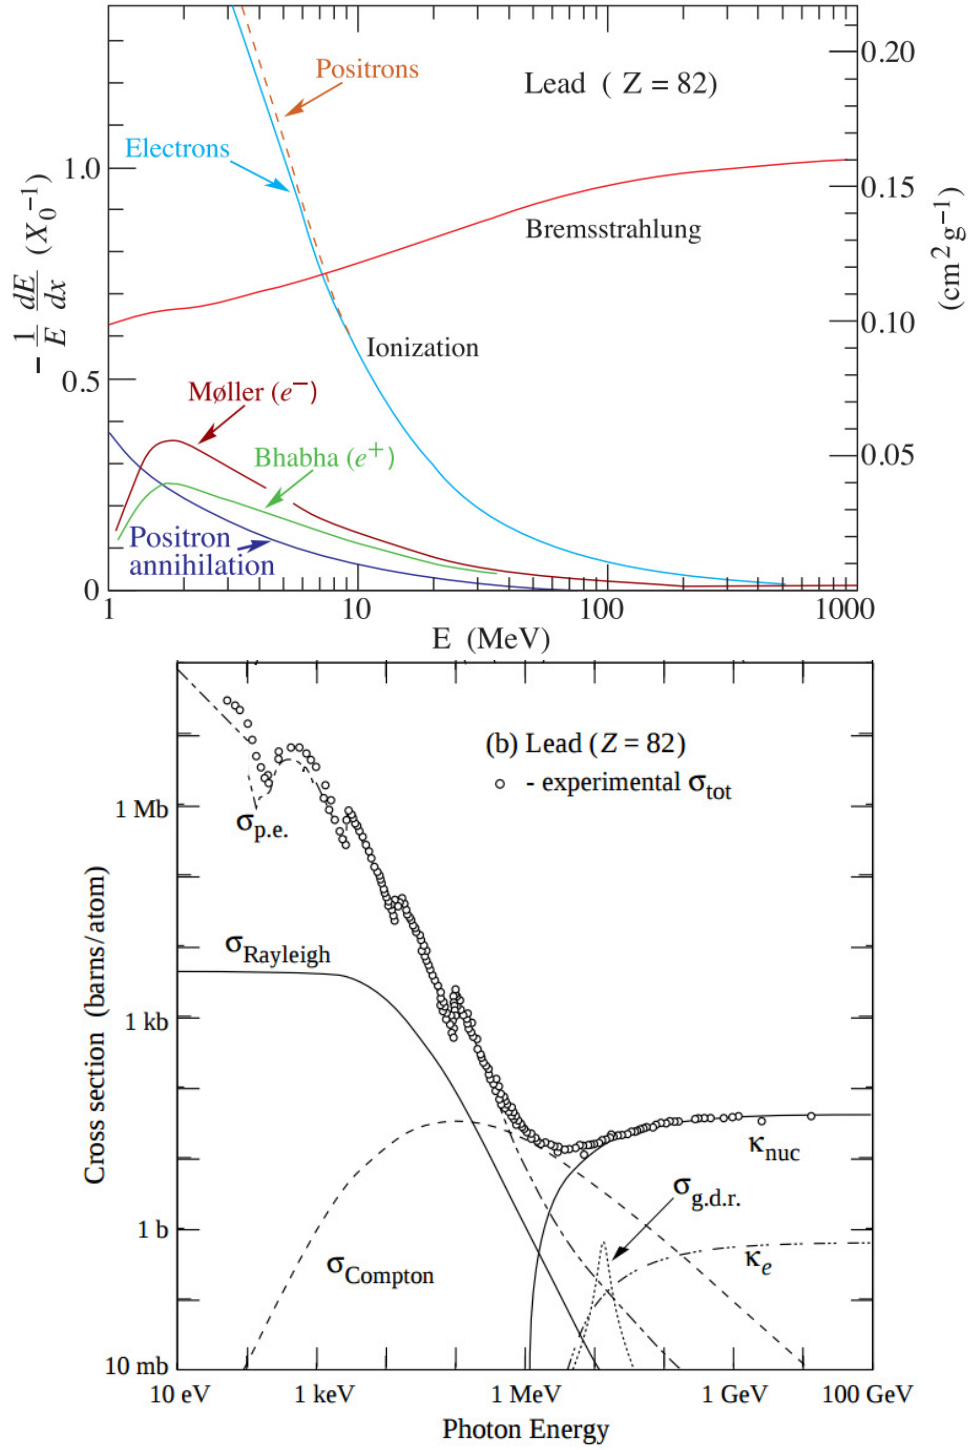 Positrons
Lead ( Z = 82)
0.20
Electrons
1.0
0.15
Bremsstrahlung
− 1/E dE/dx (X₀⁻¹)
(cm² g⁻¹)
0.10
Ionization
0.5
Møller (e⁻)
Bhabha (e⁺)
0.05
Positron
annihilation
0
1 10 100 1000
E (MeV)
(b) Lead (Z = 82)
- experimental σtot
1 Mb
σp.e.
σRayleigh
Cross section (barns/atom)
1 kb
κnuc
σg.d.r.
1 b
σCompton
κe
10 mb
10 eV 1 keV 1 MeV 1 GeV 100 GeV
Photon Energy